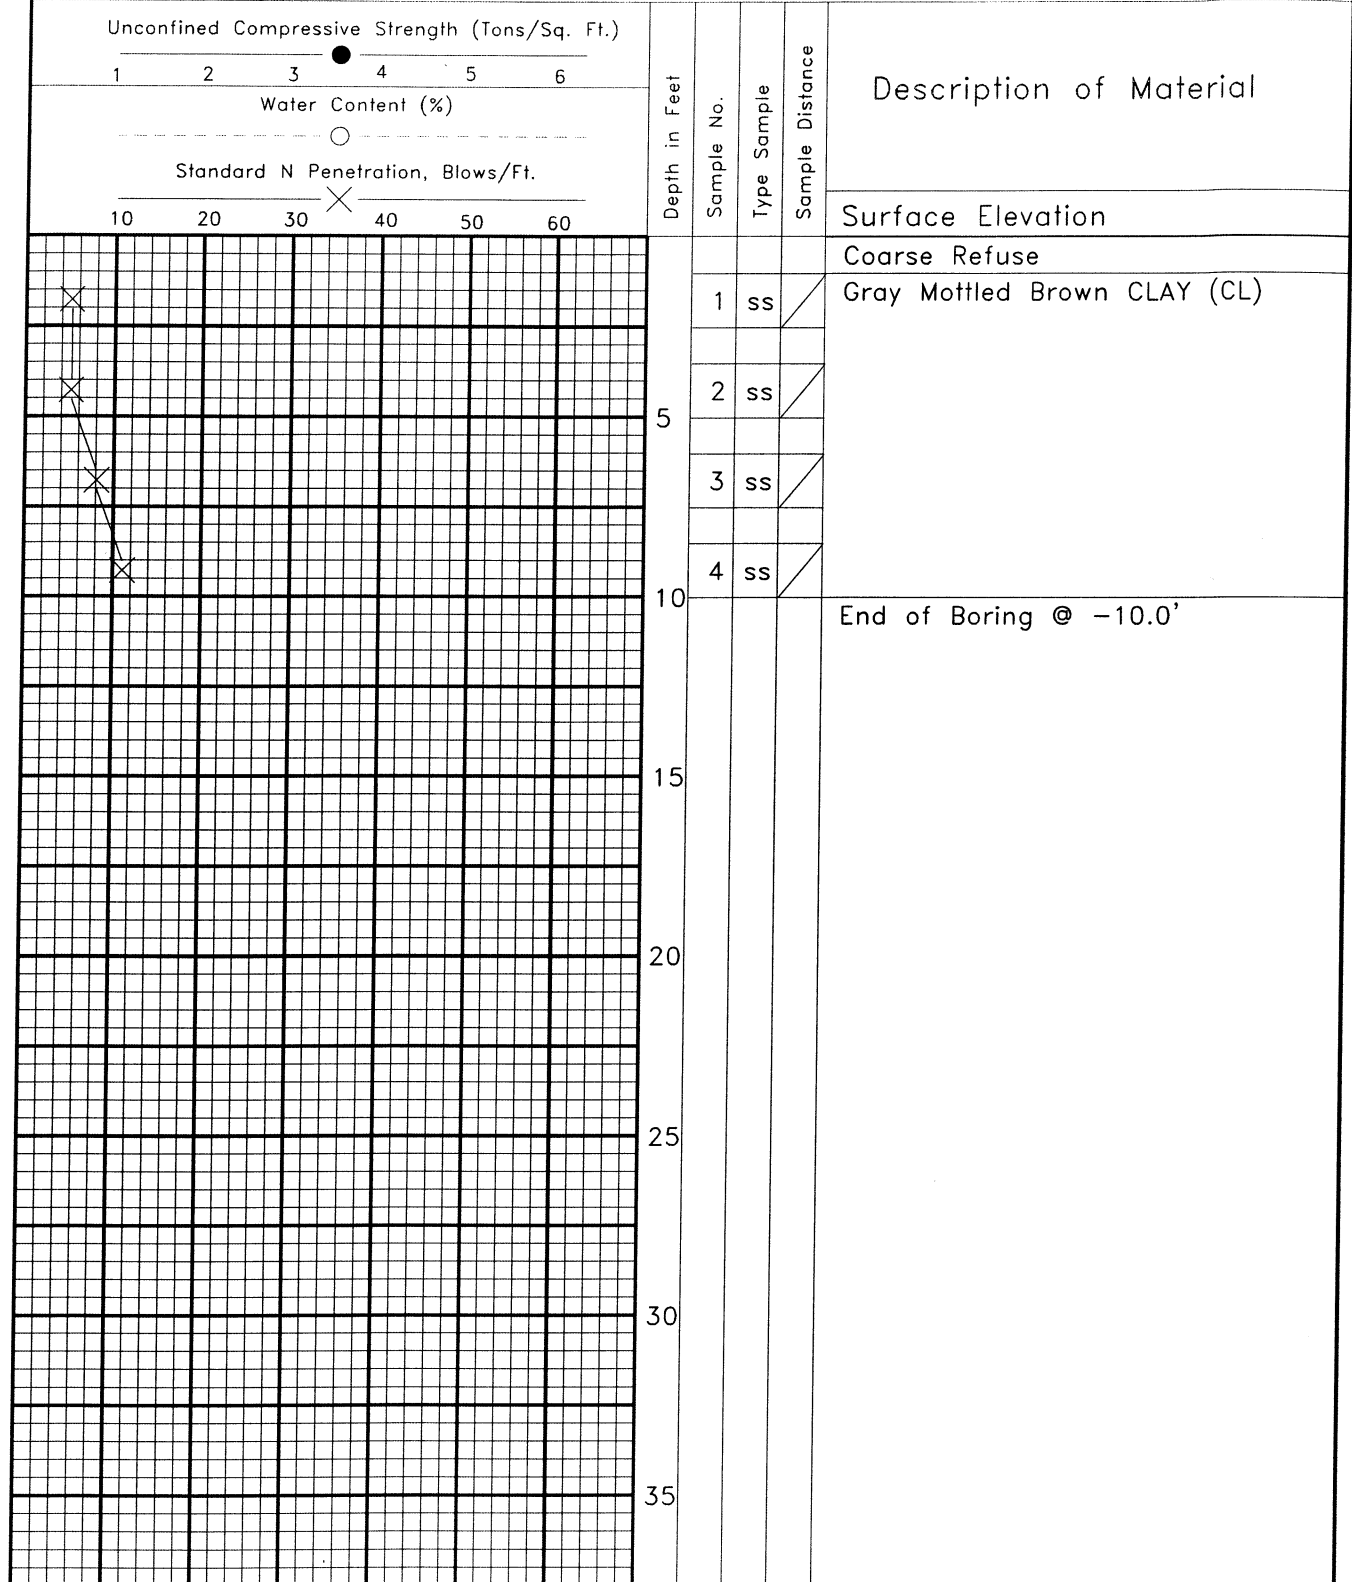 Unconfined Compressive Strength (Tons/Sq. Ft.)
1 2 3 4 5 6
Water Content (%)
Standard N Penetration, Blows/Ft.
10 20 30 40 50 60
Depth in Feet
Sample No.
Type Sample
Sample Distance
Description of Material
Surface Elevation
Coarse Refuse
1 ss Gray Mottled Brown CLAY (CL)
2 ss
5
3 ss
4 ss
10
End of Boring @ -10.0'
15
20
25
30
35